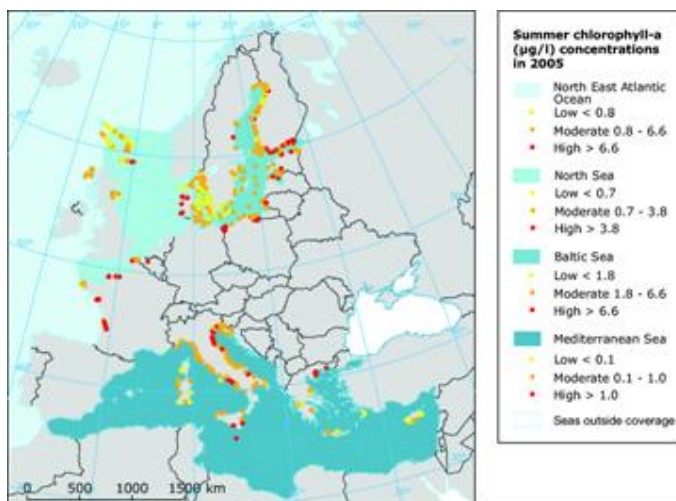 Summer chlorophyll-a
(µg/l) concentrations
in 2005
North East Atlantic
Ocean
Low < 0.8
Moderate 0.8 - 6.6
High > 6.6
North Sea
Low < 0.7
Moderate 0.7 - 3.8
High > 3.8
Baltic Sea
Low < 1.8
Moderate 1.8 - 6.6
High > 6.6
Mediterranean Sea
Low < 0.1
Moderate 0.1 - 1.0
High > 1.0
Seas outside coverage
0 500 1000 1500 km